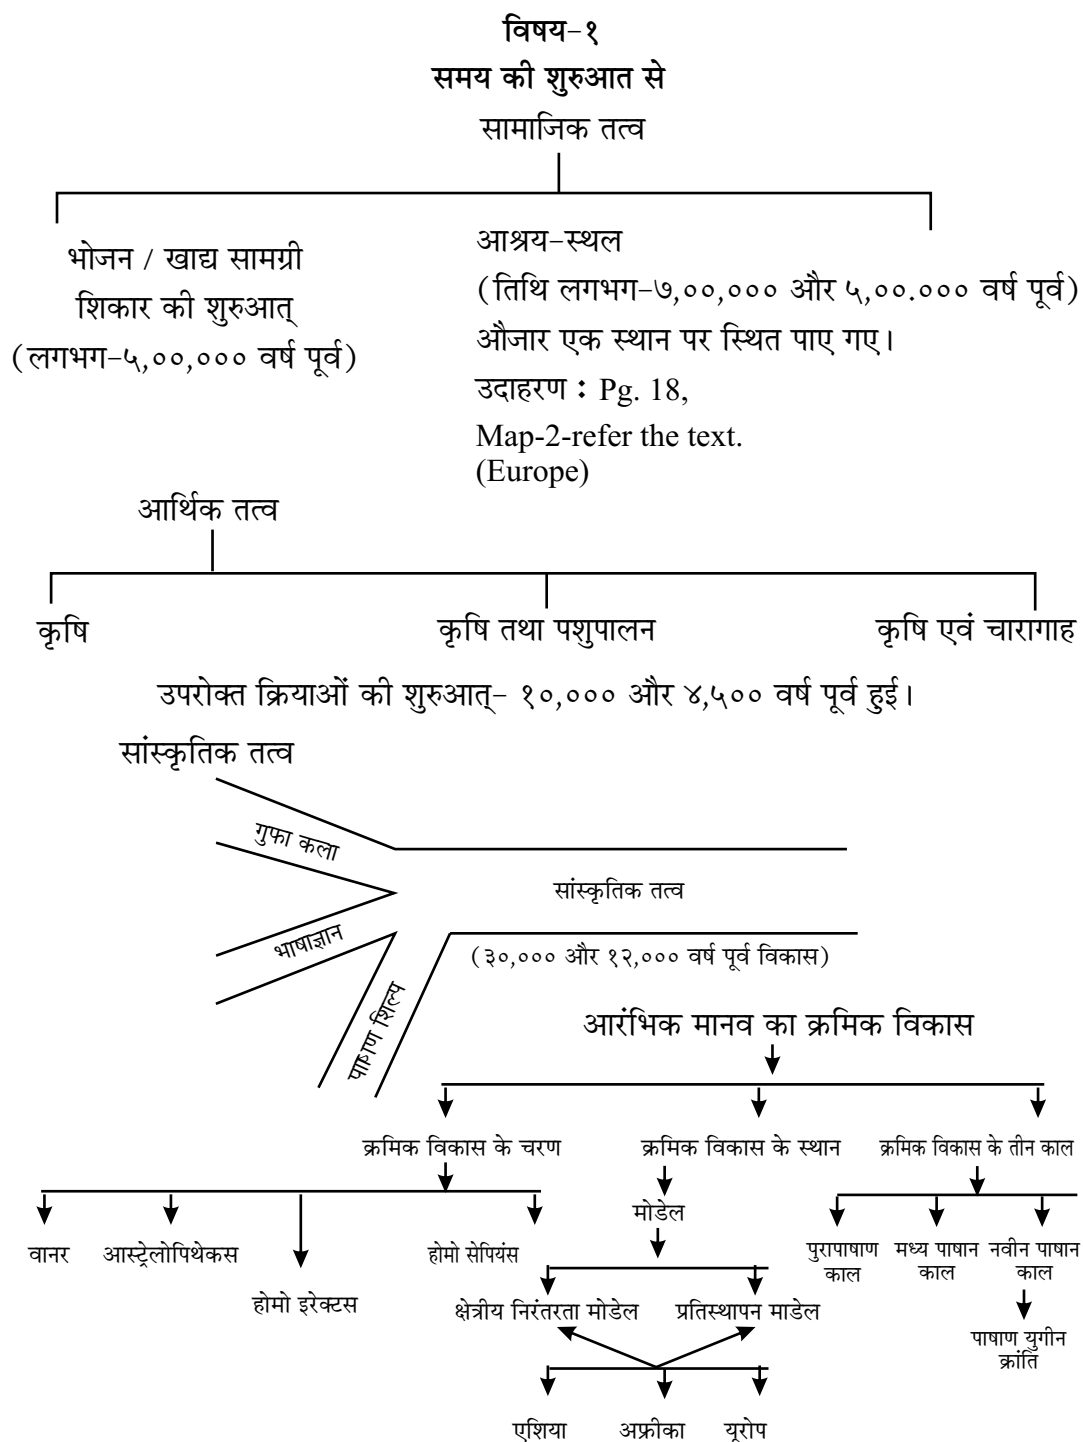 विषय-१
समय की शुरुआत से
सामाजिक तत्व
भोजन / खाद्य सामग्री
शिकार की शुरुआत्
(लगभग-५,००,००० वर्ष पूर्व)
आश्रय-स्थल
(तिथि लगभग-७,००,००० और ५,००.००० वर्ष पूर्व)
औजार एक स्थान पर स्थित पाए गए।
उदाहरण : Pg. 18,
Map-2-refer the text.
(Europe)
आर्थिक तत्व
कृषि
कृषि तथा पशुपालन
कृषि एवं चारागाह
उपरोक्त क्रियाओं की शुरुआत्- १०,००० और ४,५०० वर्ष पूर्व हुई।
सांस्कृतिक तत्व
गुफा कला
भाषाज्ञान
पाषाण शिल्प
सांस्कृतिक तत्व
(३०,००० और १२,००० वर्ष पूर्व विकास)
आरंभिक मानव का क्रमिक विकास
क्रमिक विकास के चरण
क्रमिक विकास के स्थान
क्रमिक विकास के तीन काल
वानर
आस्ट्रेलोपिथेकस
होमो इरेक्टस
होमो सेपियंस
मोडेल
क्षेत्रीय निरंतरता मोडेल
प्रतिस्थापन माडेल
एशिया
अफ्रीका
यूरोप
पुरापाषाण
काल
मध्य पाषान
काल
नवीन पाषान
काल
पाषाण युगीन
क्रांति